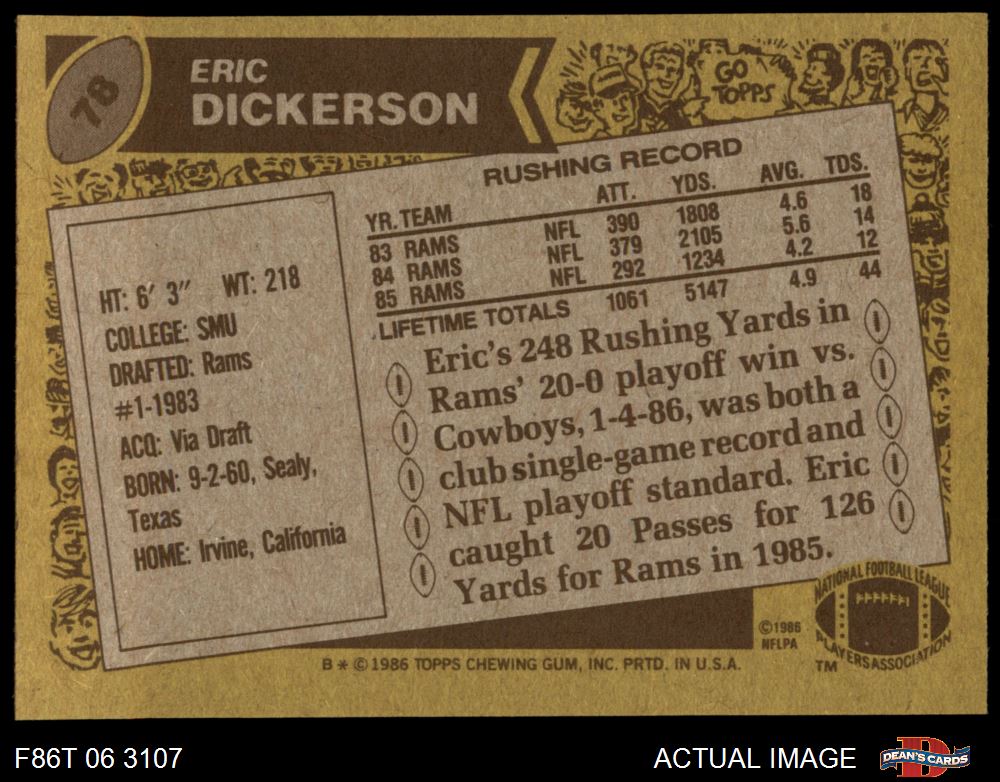 78
ERIC
DICKERSON
GO
TOPPS
RUSHING RECORD
YR. TEAM ATT. YDS. AVG. TDS.
83 RAMS NFL 390 1808 4.6 18
84 RAMS NFL 379 2105 5.6 14
85 RAMS NFL 292 1234 4.2 12
LIFETIME TOTALS 1061 5147 4.9 44
HT: 6′ 3″ WT: 218
COLLEGE: SMU
DRAFTED: Rams
#1-1983
ACQ: Via Draft
BORN: 9-2-60, Sealy,
Texas
HOME: Irvine, California
Eric's 248 Rushing Yards in
Rams' 20-0 playoff win vs.
Cowboys, 1-4-86, was both a
club single-game record and
NFL playoff standard. Eric
caught 20 Passes for 126
Yards for Rams in 1985.
©1986
NFLPA
NATIONAL FOOTBALL LEAGUE
PLAYERS ASSOCIATION
TM
B * © 1986 TOPPS CHEWING GUM, INC. PRTD. IN U.S.A.
F86T 06 3107
ACTUAL IMAGE
D
DEAN'S CARDS